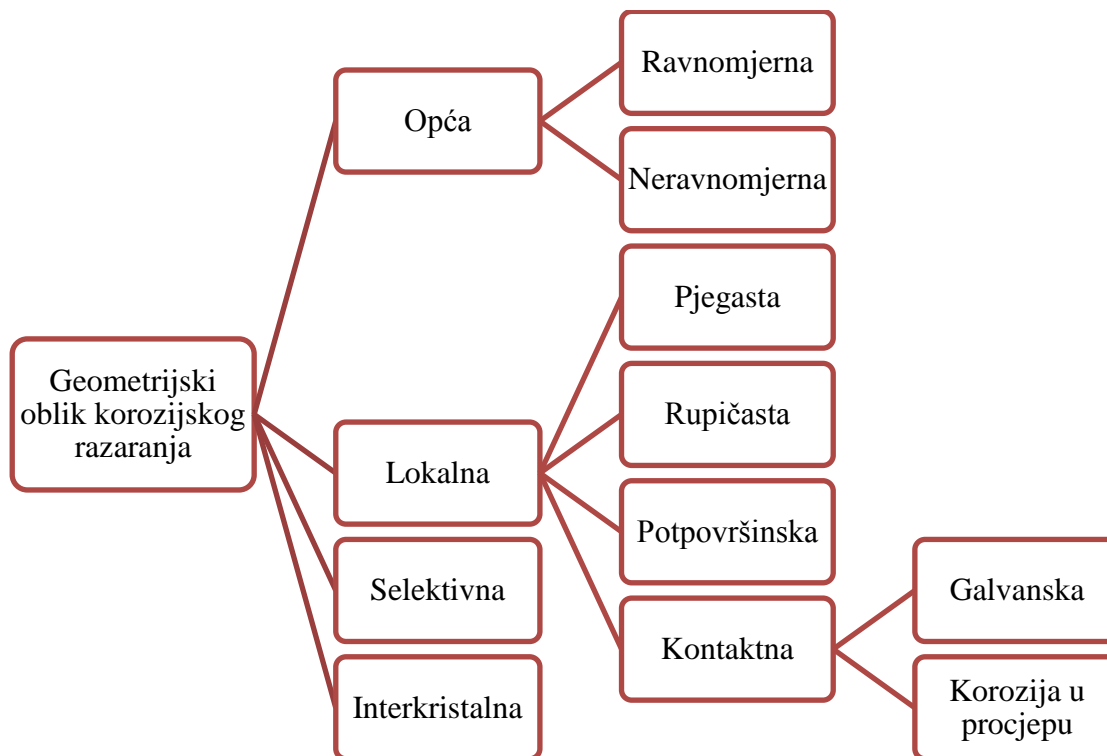 Geometrijski
oblik korozijskog
razaranja
Opća
Ravnomjerna
Neravnomjerna
Lokalna
Pjegasta
Rupičasta
Potpovršinska
Kontaktna
Galvanska
Korozija u
procjepu
Selektivna
Interkristalna